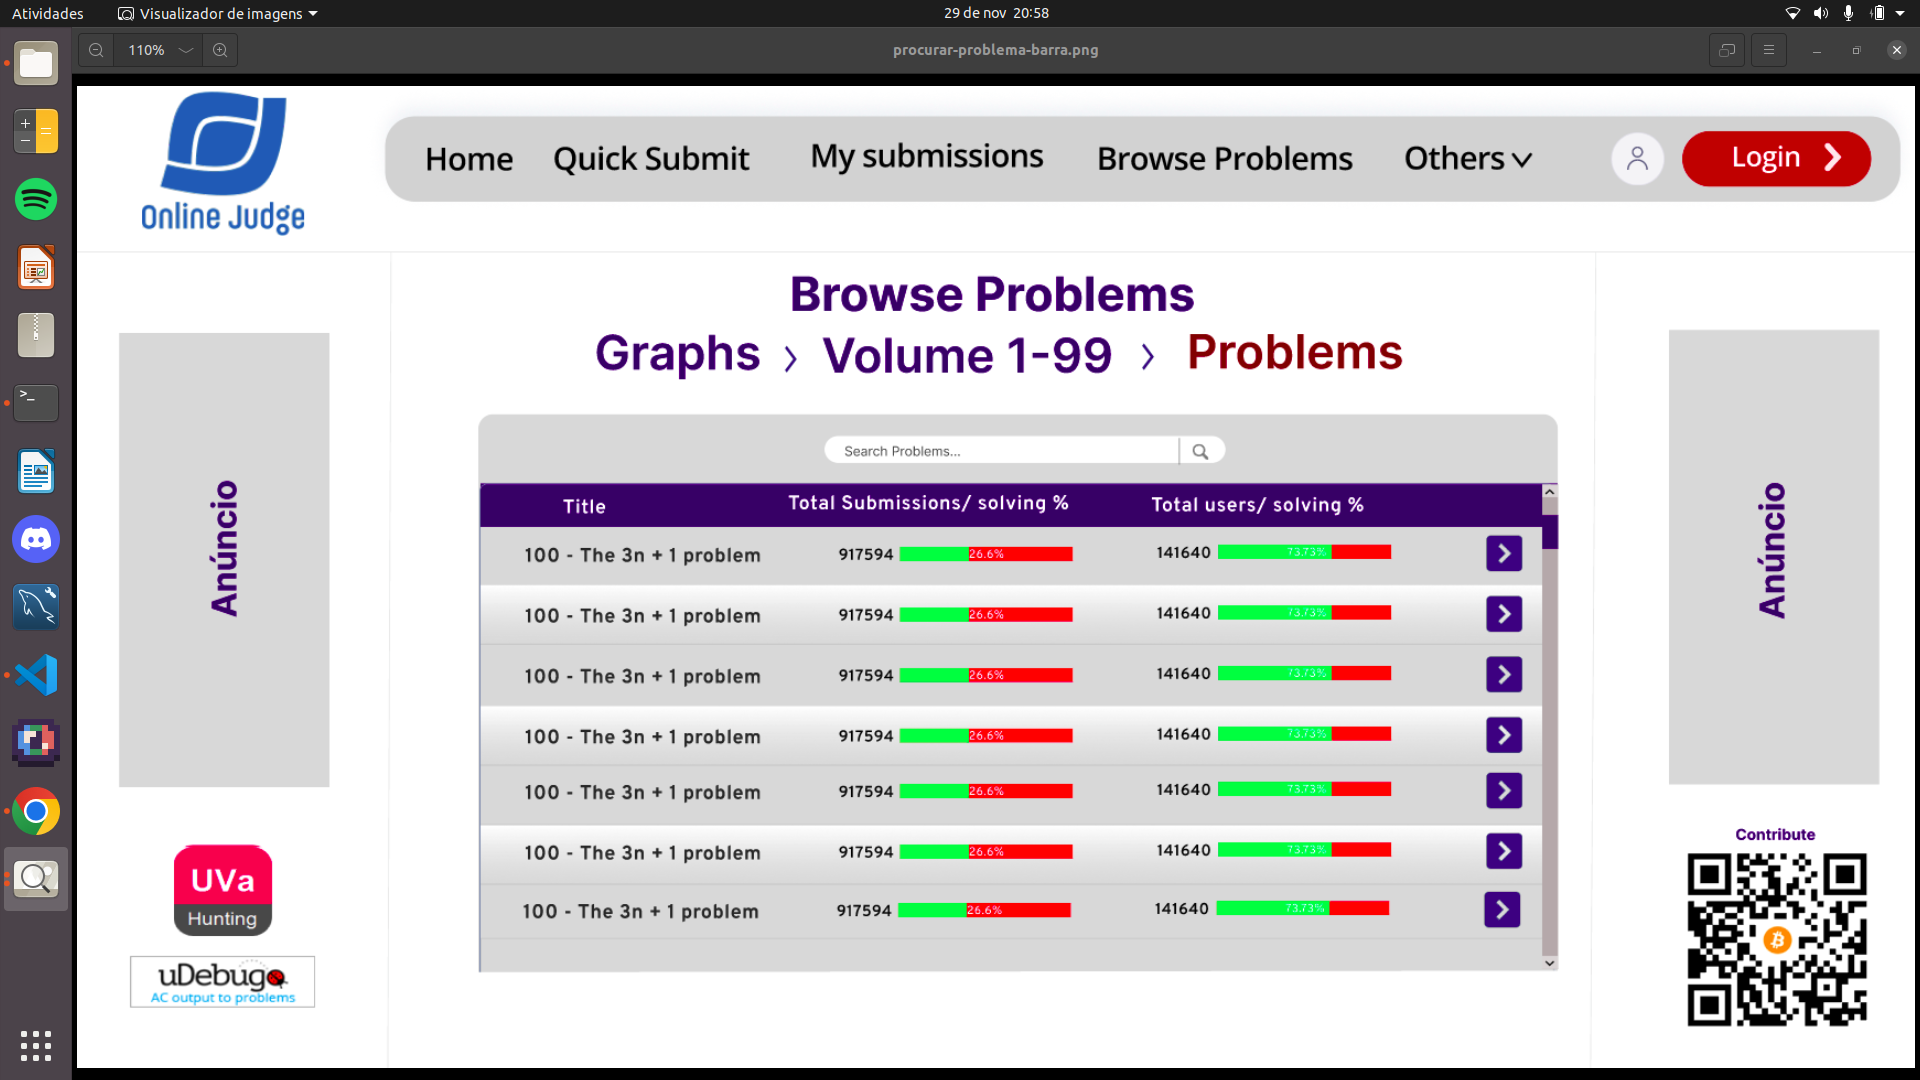 Atividades
Visualizador de imagens
29 de nov 20:58
110%
procurar-problema-barra.png
Online Judge
Home
Quick Submit
My submissions
Browse Problems
Others
Login
Browse Problems
Graphs › Volume 1-99 › Problems
Anúncio
Anúncio
Search Problems...
Title
Total Submissions/ solving %
Total users/ solving %
100 - The 3n + 1 problem 917594 26.6% 141640 73.73%
100 - The 3n + 1 problem 917594 26.6% 141640 73.73%
100 - The 3n + 1 problem 917594 26.6% 141640 73.73%
100 - The 3n + 1 problem 917594 26.6% 141640 73.73%
100 - The 3n + 1 problem 917594 26.6% 141640 73.73%
100 - The 3n + 1 problem 917594 26.6% 141640 73.73%
100 - The 3n + 1 problem 917594 26.6% 141640 73.73%
UVa
Hunting
uDebug
AC output to problems
Contribute